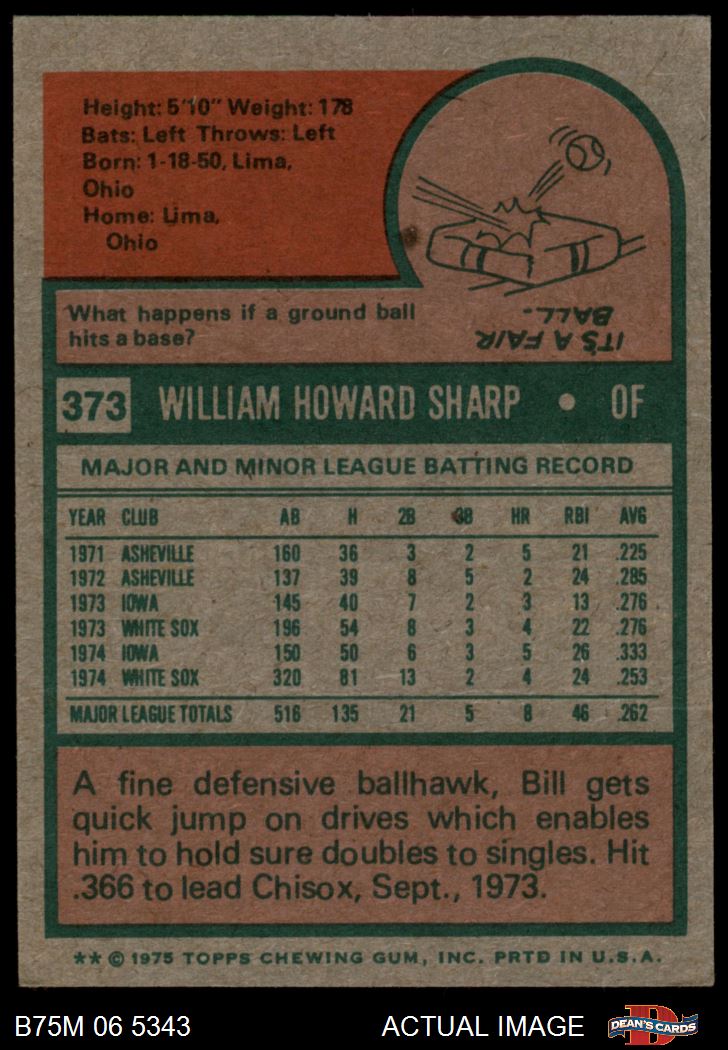 Height: 5'10" Weight: 178
Bats: Left Throws: Left
Born: 1-18-50, Lima,
Ohio
Home: Lima,
Ohio
What happens if a ground ball
hits a base?
IT'S A FAIR
BALL.
373 WILLIAM HOWARD SHARP • OF
MAJOR AND MINOR LEAGUE BATTING RECORD
YEAR CLUB AB H 2B 3B HR RBI AVG
1971 ASHEVILLE 160 36 3 2 5 21 .225
1972 ASHEVILLE 137 39 8 5 2 24 .285
1973 IOWA 145 40 7 2 3 13 .276
1973 WHITE SOX 196 54 8 3 4 22 .276
1974 IOWA 150 50 6 3 5 26 .333
1974 WHITE SOX 320 81 13 2 4 24 .253
MAJOR LEAGUE TOTALS 516 135 21 5 8 46 .262
A fine defensive ballhawk, Bill gets
quick jump on drives which enables
him to hold sure doubles to singles. Hit
.366 to lead Chisox, Sept., 1973.
** © 1975 TOPPS CHEWING GUM, INC. PRTD IN U.S.A.
B75M 06 5343 ACTUAL IMAGE
D
DEAN'S CARDS